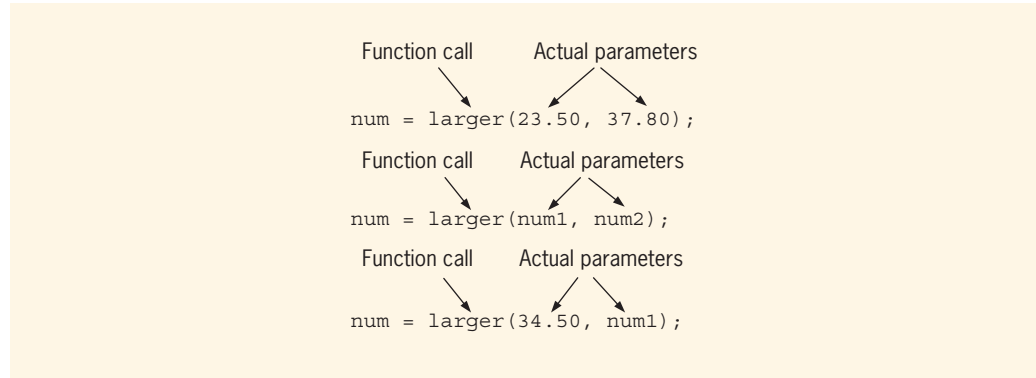 Function call Actual parameters
num = larger(23.50, 37.80);
Function call Actual parameters
num = larger(num1, num2);
Function call Actual parameters
num = larger(34.50, num1);